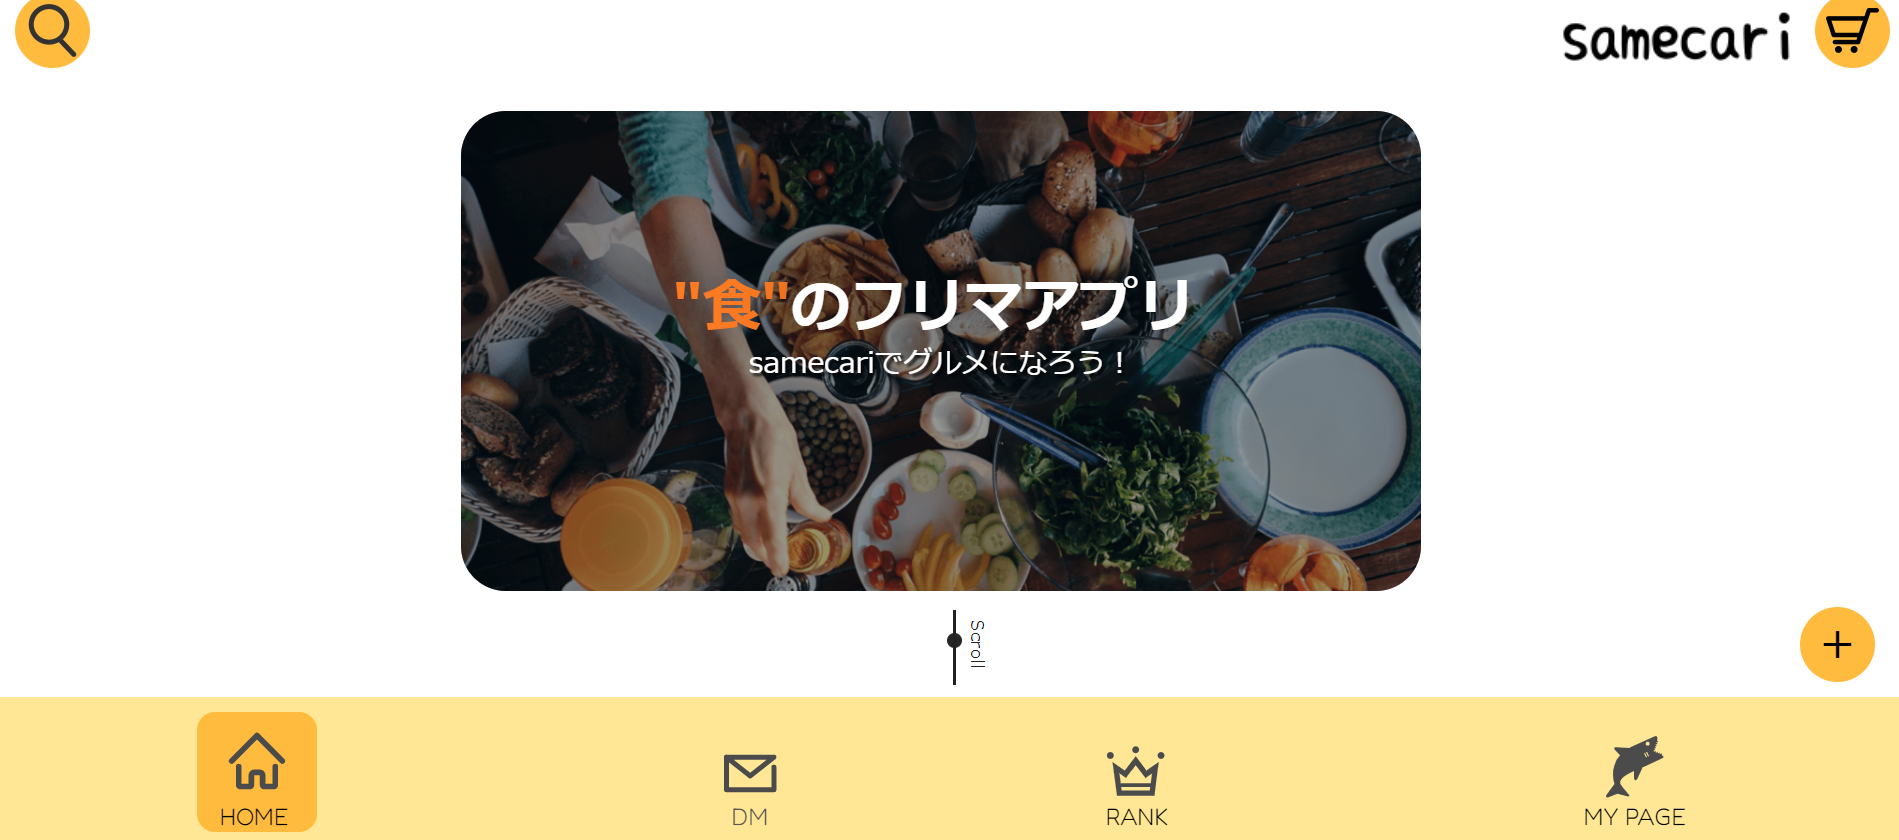 samecari
"食"のフリマアプリ
samecariでグルメになろう！
Scroll
HOME
DM
RANK
MY PAGE